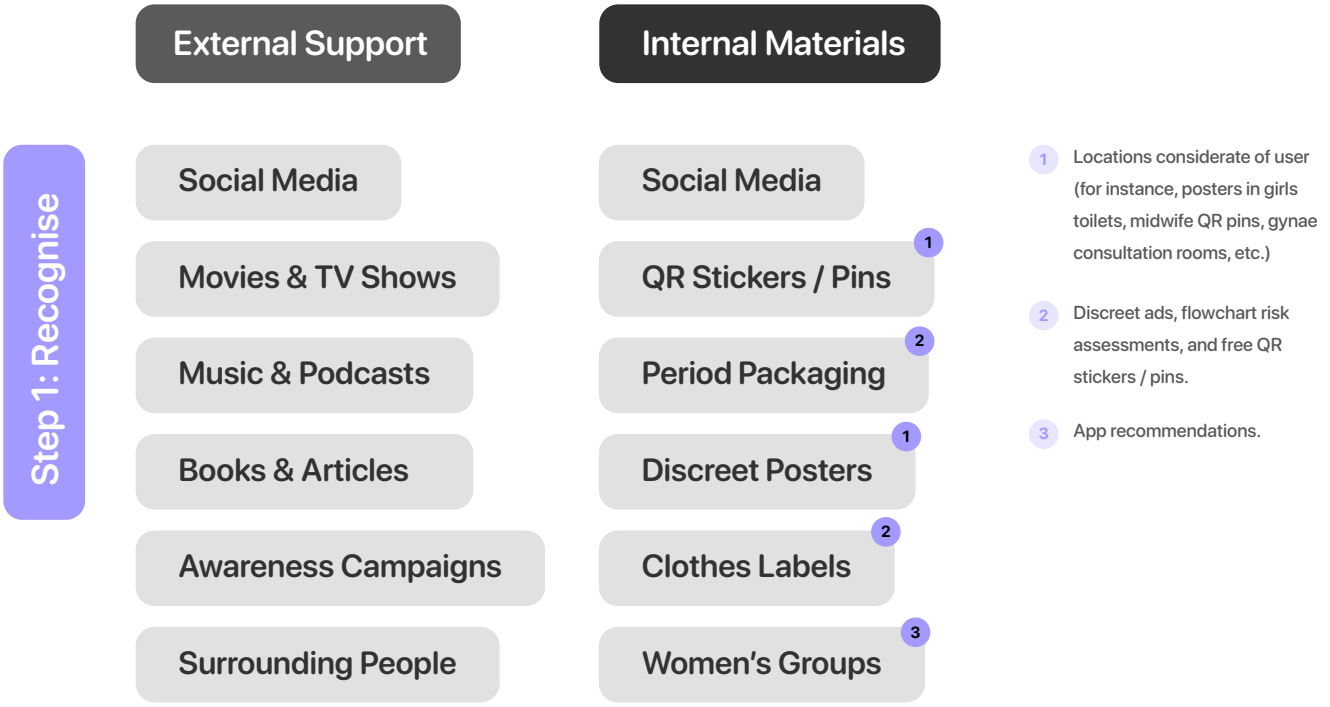 External Support
Internal Materials
Step 1: Recognise
Social Media
Movies & TV Shows
Music & Podcasts
Books & Articles
Awareness Campaigns
Surrounding People
Social Media
QR Stickers / Pins
1
Period Packaging
2
Discreet Posters
1
Clothes Labels
2
Women’s Groups
3
1
Locations considerate of user
(for instance, posters in girls
toilets, midwife QR pins, gynae
consultation rooms, etc.)
2
Discreet ads, flowchart risk
assessments, and free QR
stickers / pins.
3
App recommendations.